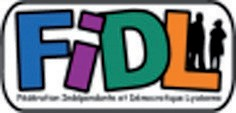 FiDL
Fédération Indépendante et Démocratique Lycéenne